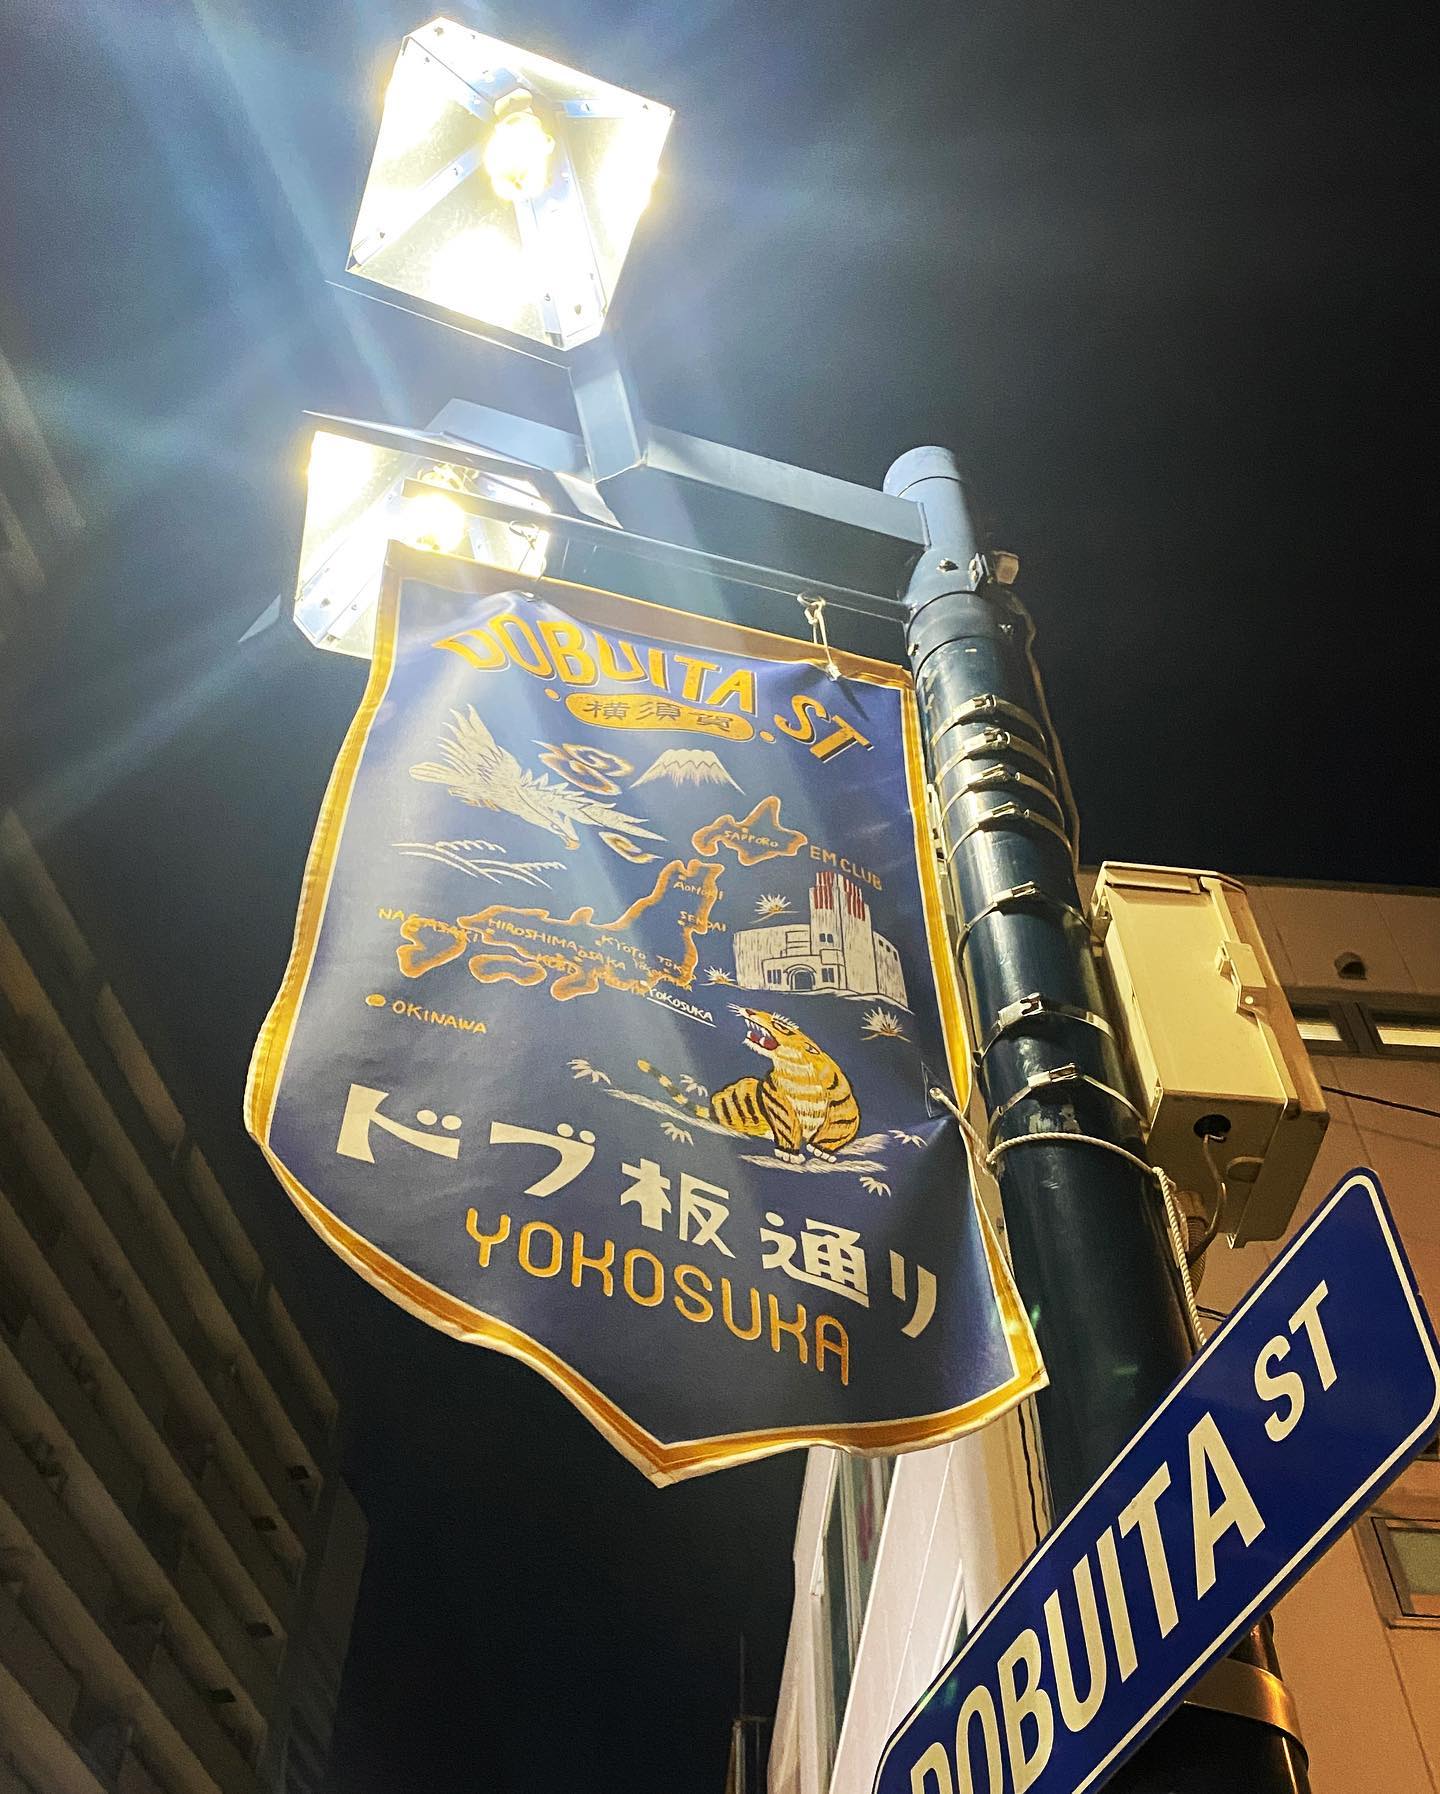 DOBUITA ST
横須賀
SAPPORO
EM CLUB
AOMORI
SENDAI
NAGASAKI
HIROSHIMA
KYOTO
TOKYO
OSAKA
YOKOSUKA
OKINAWA
ドブ板通り
YOKOSUKA
DOBUITA ST